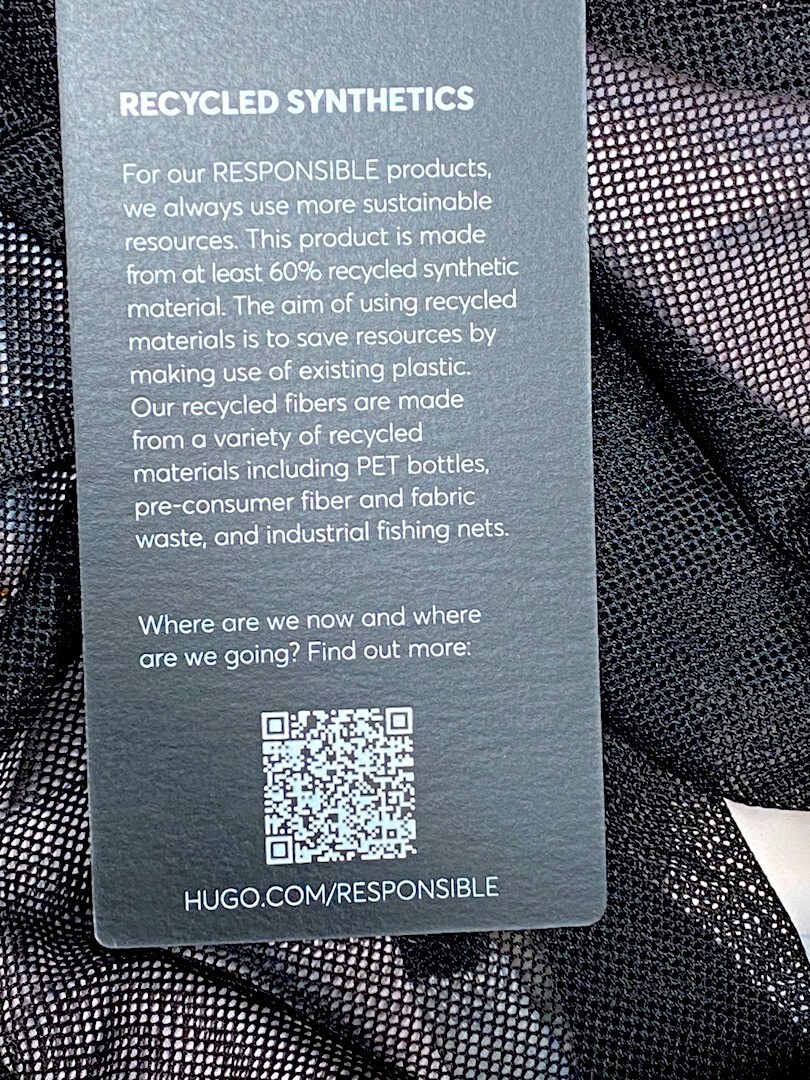 RECYCLED SYNTHETICS
For our RESPONSIBLE products,
we always use more sustainable
resources. This product is made
from at least 60% recycled synthetic
material. The aim of using recycled
materials is to save resources by
making use of existing plastic.
Our recycled fibers are made
from a variety of recycled
materials including PET bottles,
pre-consumer fiber and fabric
waste, and industrial fishing nets.
Where are we now and where
are we going? Find out more:
HUGO.COM/RESPONSIBLE